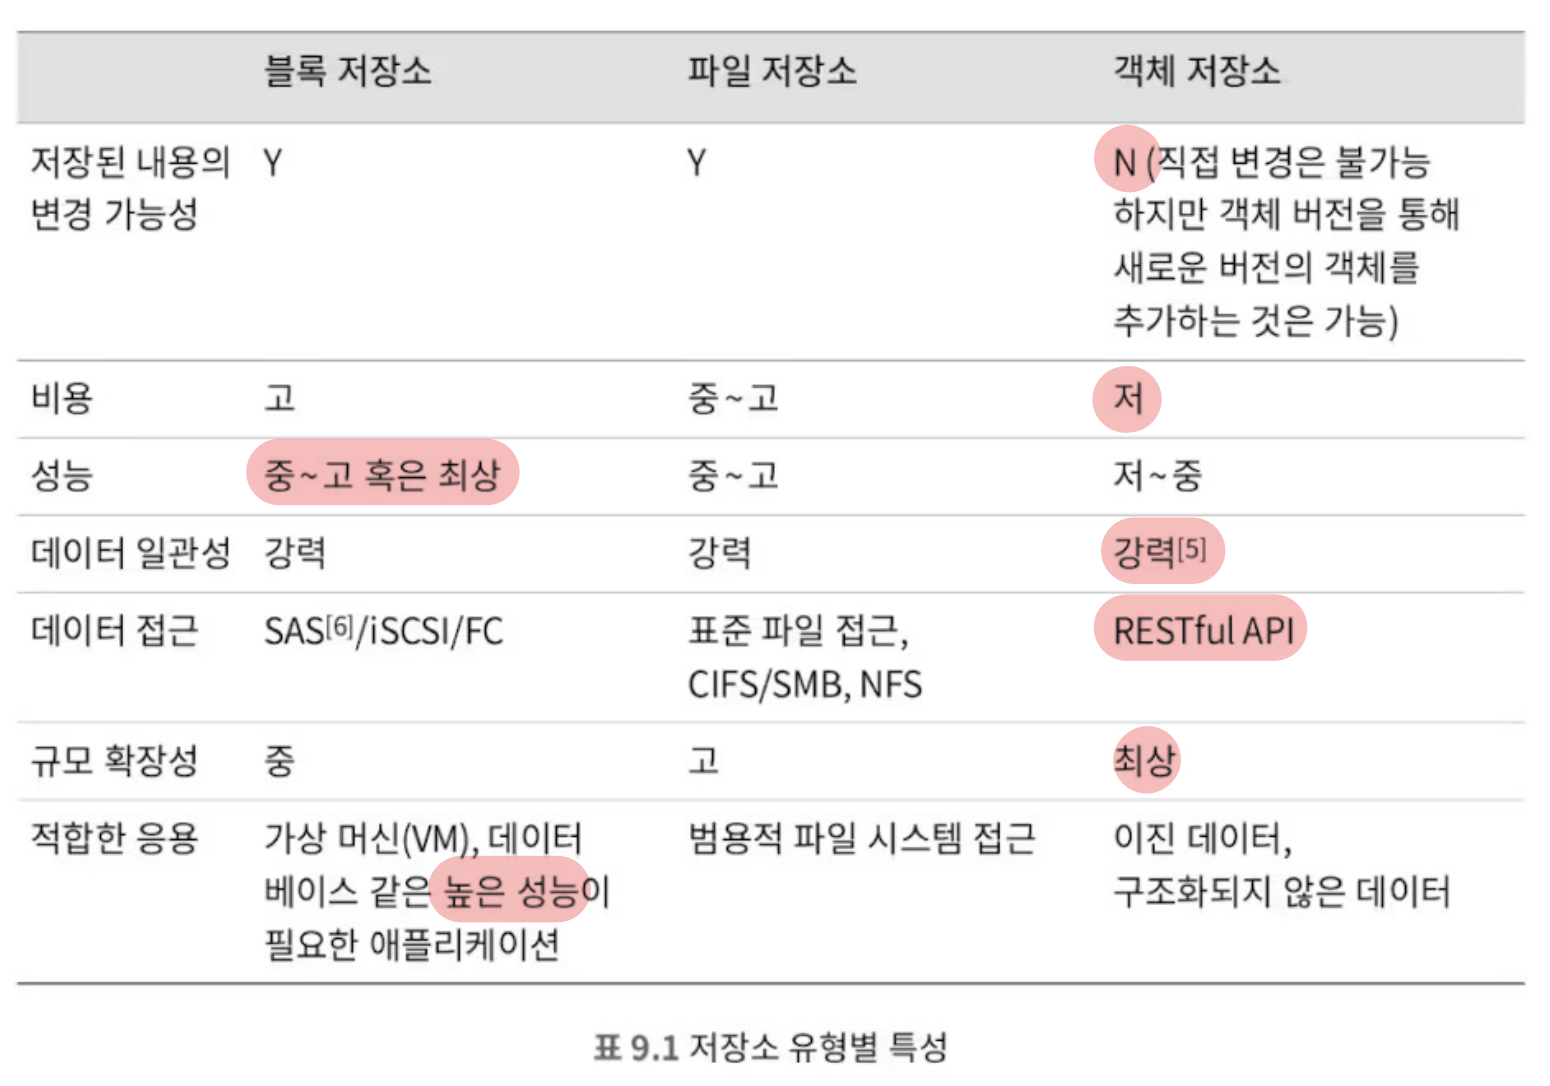 블록 저장소 파일 저장소 객체 저장소
저장된 내용의 Y Y N (직접 변경은 불가능
변경 가능성 하지만 객체 버전을 통해
새로운 버전의 객체를
추가하는 것은 가능)
비용 고 중~고 저
성능 중~고 혹은 최상 중~고 저~중
데이터 일관성 강력 강력 강력[5]
데이터 접근 SAS[6]/iSCSI/FC 표준 파일 접근, RESTful API
CIFS/SMB, NFS
규모 확장성 중 고 최상
적합한 응용 가상 머신(VM), 데이터 범용적 파일 시스템 접근 이진 데이터,
베이스 같은 높은 성능이 구조화되지 않은 데이터
필요한 애플리케이션
표 9.1 저장소 유형별 특성